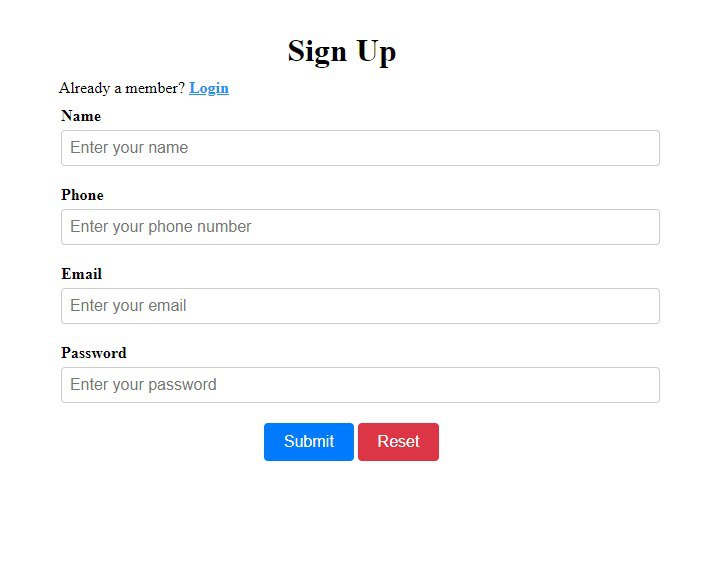 Sign Up
Already a member? Login
Name
Enter your name
Phone
Enter your phone number
Email
Enter your email
Password
Enter your password
Submit Reset